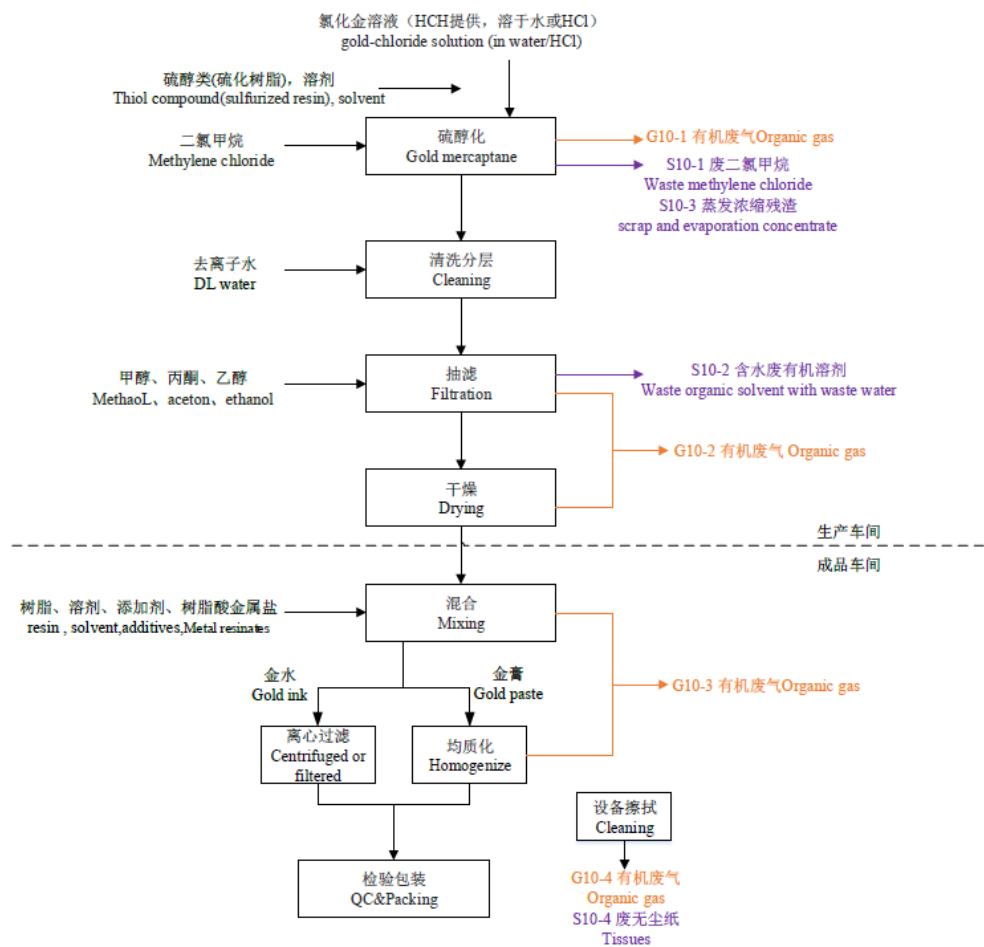 氯化金溶液（HCH提供，溶于水或HCl）
gold-chloride solution (in water/HCl)
硫醇类(硫化树脂)，溶剂
Thiol compound(sulfurized resin), solvent
二氯甲烷
Methylene chloride
硫醇化
Gold mercaptane
G10-1 有机废气Organic gas
S10-1 废二氯甲烷
Waste methylene chloride
S10-3 蒸发浓缩残渣
scrap and evaporation concentrate
去离子水
DL water
清洗分层
Cleaning
甲醇、丙酮、乙醇
MethaoL、aceton、ethanol
抽滤
Filtration
S10-2 含水废有机溶剂
Waste organic solvent with waste water
G10-2 有机废气 Organic gas
干燥
Drying
生产车间
成品车间
树脂、溶剂、添加剂、树脂酸金属盐
resin , solvent,additives,Metal resinates
混合
Mixing
金水
Gold ink
金膏
Gold paste
G10-3 有机废气Organic gas
离心过滤
Centrifuged or
filtered
均质化
Homogenize
设备擦拭
Cleaning
检验包装
QC&Packing
G10-4 有机废气
Organic gas
S10-4 废无尘纸
Tissues